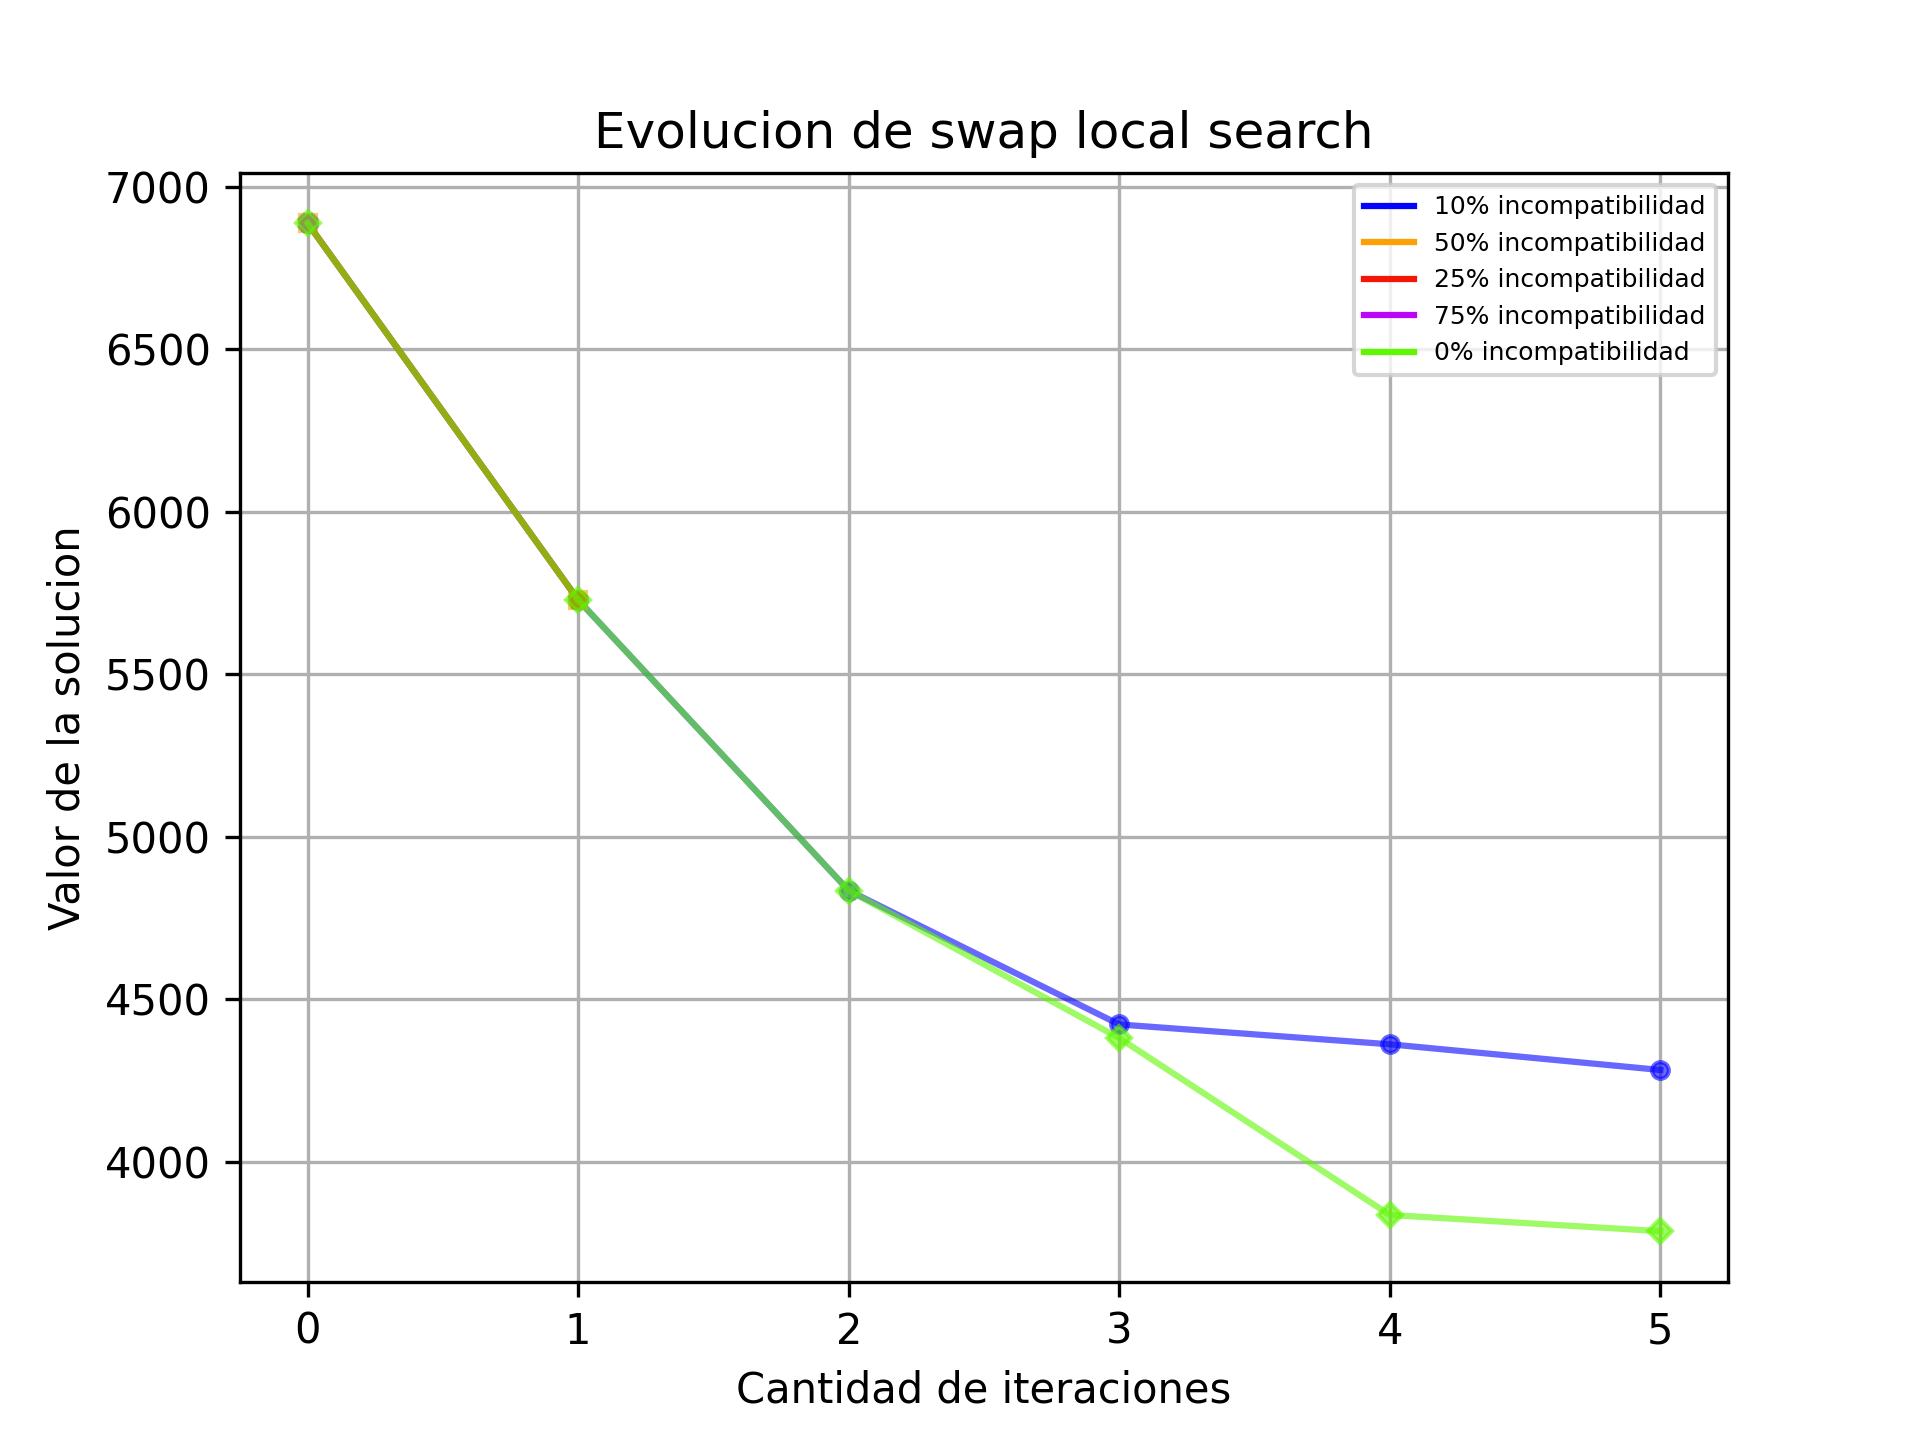 Evolucion de swap local search
7000
6500
6000
5500
5000
4500
4000
Valor de la solucion
10% incompatibilidad
50% incompatibilidad
25% incompatibilidad
75% incompatibilidad
0% incompatibilidad
0 1 2 3 4 5
Cantidad de iteraciones